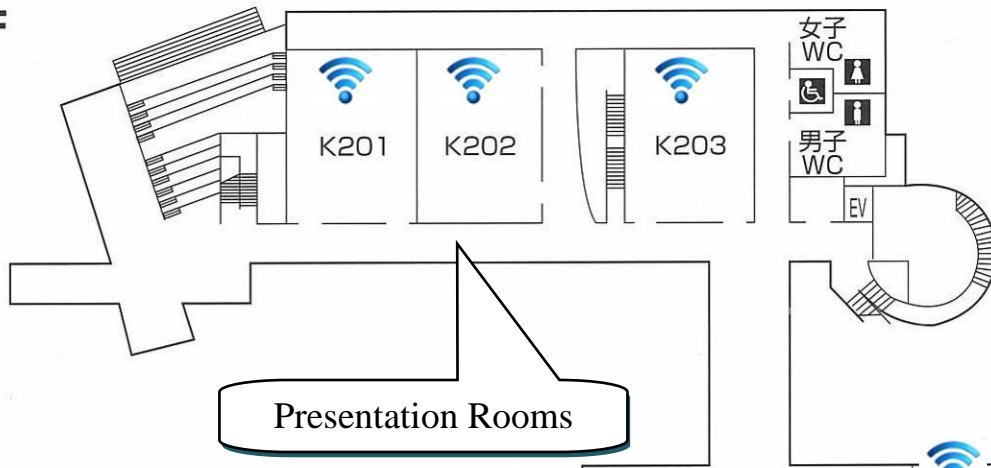 女子
WC
K201
K202
K203
男子
WC
EV
Presentation Rooms